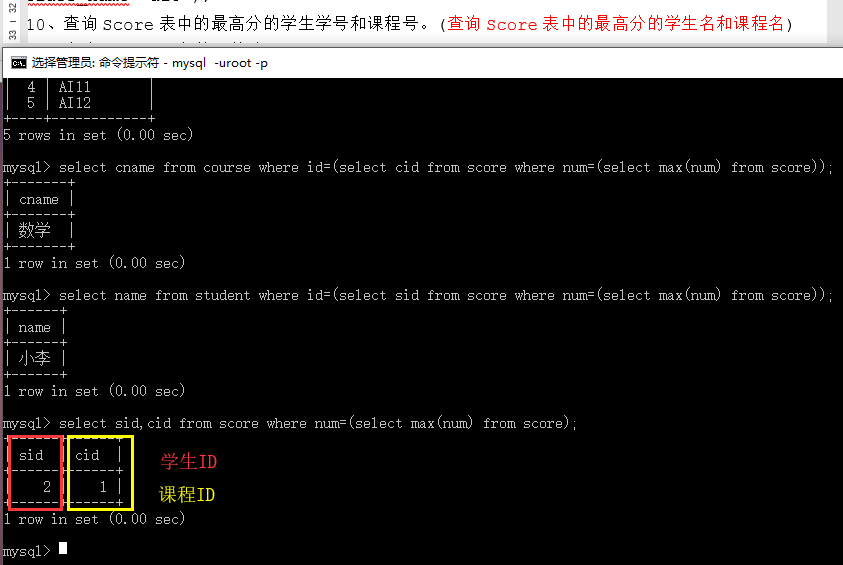 32
33
10、查询 Score 表中的最高分的学生学号和课程号。(查询 Score 表中的最高分的学生名和课程名)
选择管理员: 命令提示符 - mysql  -uroot -p
|  4 | AI11       |
|  5 | AI12       |
+----+------------+
5 rows in set (0.00 sec)
mysql> select cname from course where id=(select cid from score where num=(select max(num) from score));
+-------+
| cname |
+-------+
| 数学  |
+-------+
1 row in set (0.00 sec)
mysql> select name from student where id=(select sid from score where num=(select max(num) from score));
+------+
| name |
+------+
| 小李 |
+------+
1 row in set (0.00 sec)
mysql> select sid,cid from score where num=(select max(num) from score);
+------+------+
| sid  | cid  |
+------+------+
|    2 |    1 |
+------+------+
学生ID
课程ID
1 row in set (0.00 sec)
mysql>